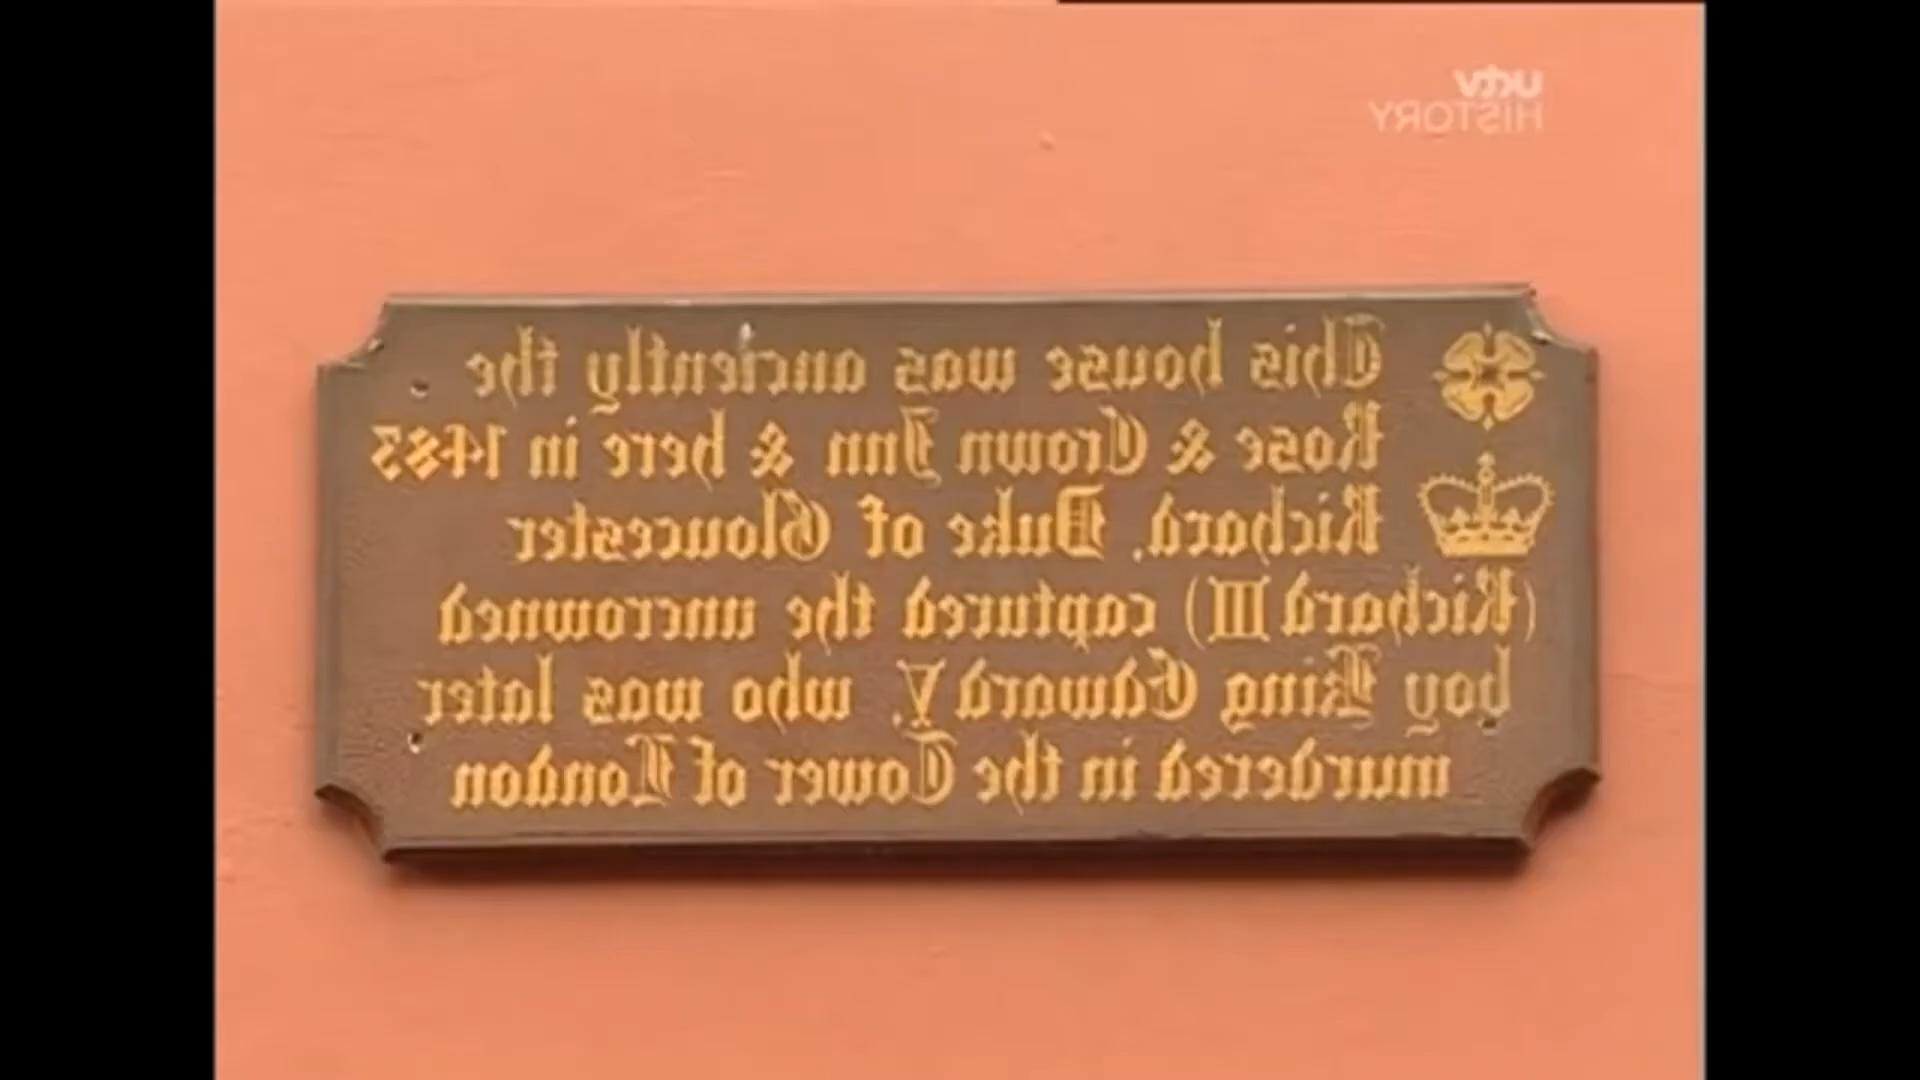 uktv
HISTORY
This house was anciently the
Rose & Crown Inn & here in 1483
Richard, Duke of Gloucester
(Richard III) captured the uncrowned
boy King Edward V, who was later
murdered in the Tower of London